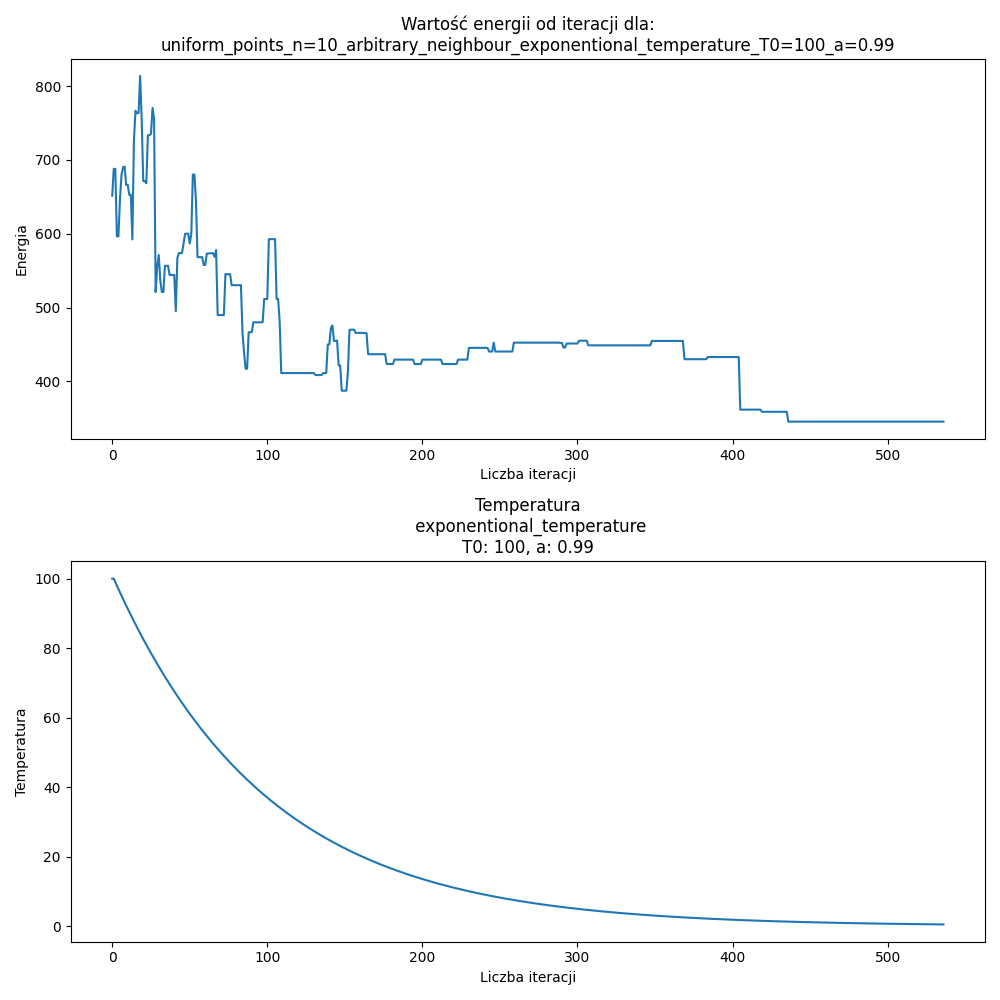 Wartość energii od iteracji dla:
uniform_points_n=10_arbitrary_neighbour_exponentional_temperature_T0=100_a=0.99
800
700
600
500
400
Energia
0 100 200 300 400 500
Liczba iteracji
Temperatura
exponentional_temperature
T0: 100, a: 0.99
100
80
60
40
20
0
Temperatura
0 100 200 300 400 500
Liczba iteracji